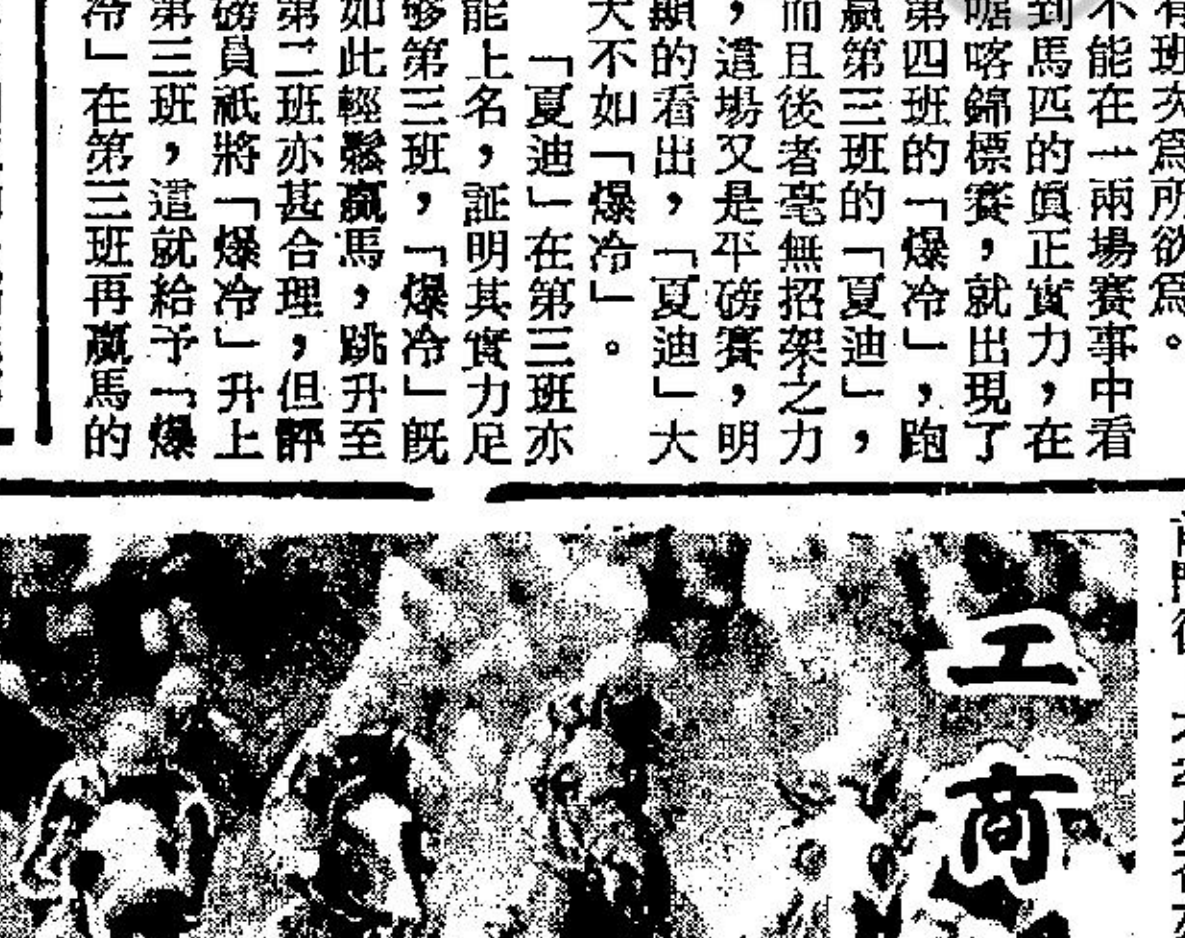 有班次爲所欲爲。
不能在一兩場賽事中看
到馬匹的眞正實力，在
喀錦標賽，就出現了
第四班的「爆冷」，跑
贏第三班的「夏迪」，
而且後者毫無招架之力
，這場又是平磅賽，明
顯的看出，「夏迪」大
大不如「爆冷」。
「夏迪」在第三班亦
能上名，証明其實力足
够第三班，「爆冷」旣
如此輕鬆贏馬，跳升至
第二班亦甚合理，但評
磅員祇將「爆冷」升上
第三班，這就給予「爆
冷」在第三班再贏馬的
工商